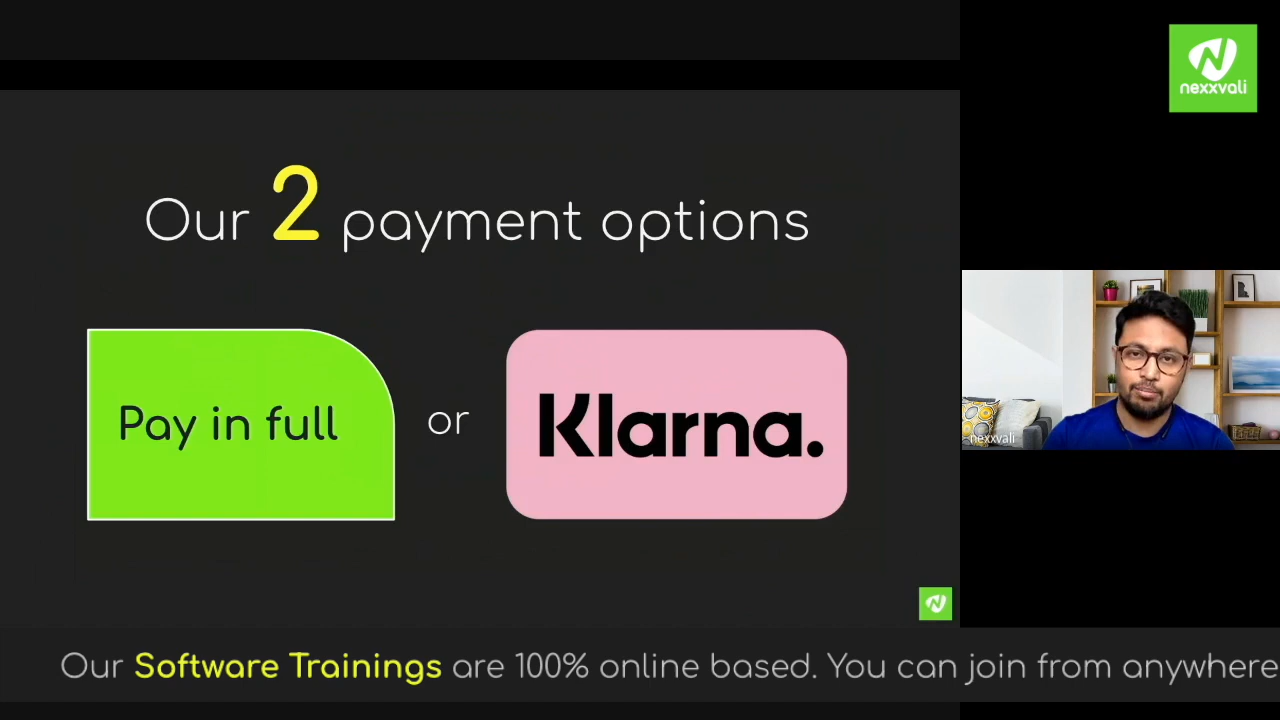 nexxvali
Our 2 payment options
Pay in full
or
Klarna.
nexxvali
Our Software Trainings are 100% online based. You can join from anywhere